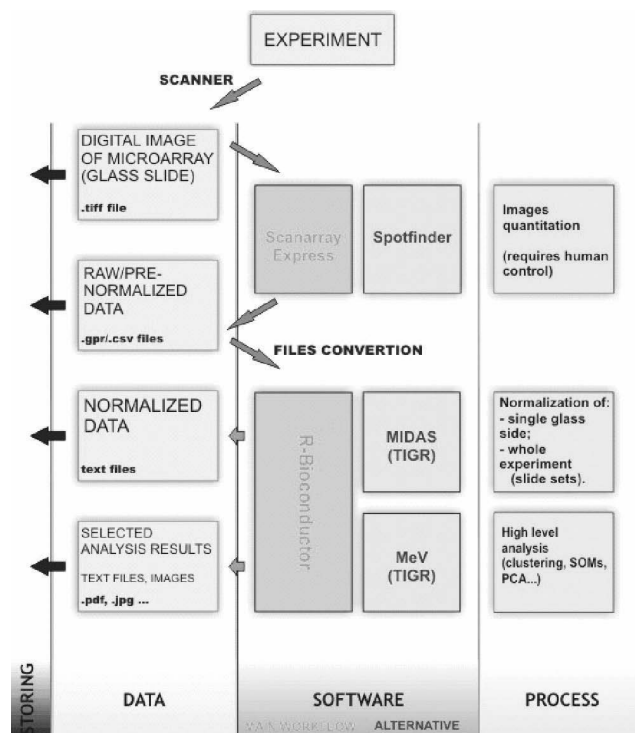 EXPERIMENT
SCANNER
DIGITAL IMAGE
OF MICROARRAY
(GLASS SLIDE)
.tiff file
Scanarray
Express
Spotfinder
Images
quantitation
(requires human
control)
RAW/PRE-
NORMALIZED
DATA
.gpr/.csv files
FILES CONVERTION
NORMALIZED
DATA
text files
R-Bioconductor
MIDAS
(TIGR)
Normalization of:
- single glass
side;
- whole
experiment
(slide sets).
SELECTED
ANALYSIS RESULTS
TEXT FILES, IMAGES
.pdf, .jpg ...
MeV
(TIGR)
High level
analysis
(clustering, SOMs,
PCA...)
STORING
DATA
SOFTWARE
PROCESS
MAIN WORKFLOW
ALTERNATIVE